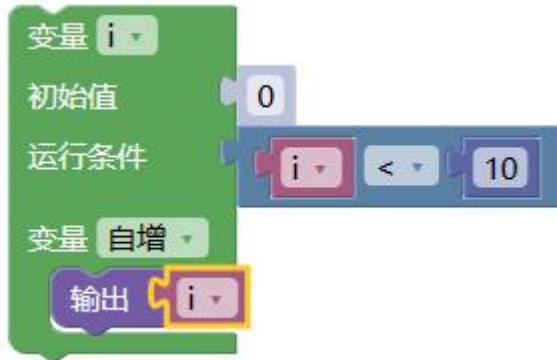 变量 i
初始值 0
运行条件 i < 10
变量 自增
输出 i